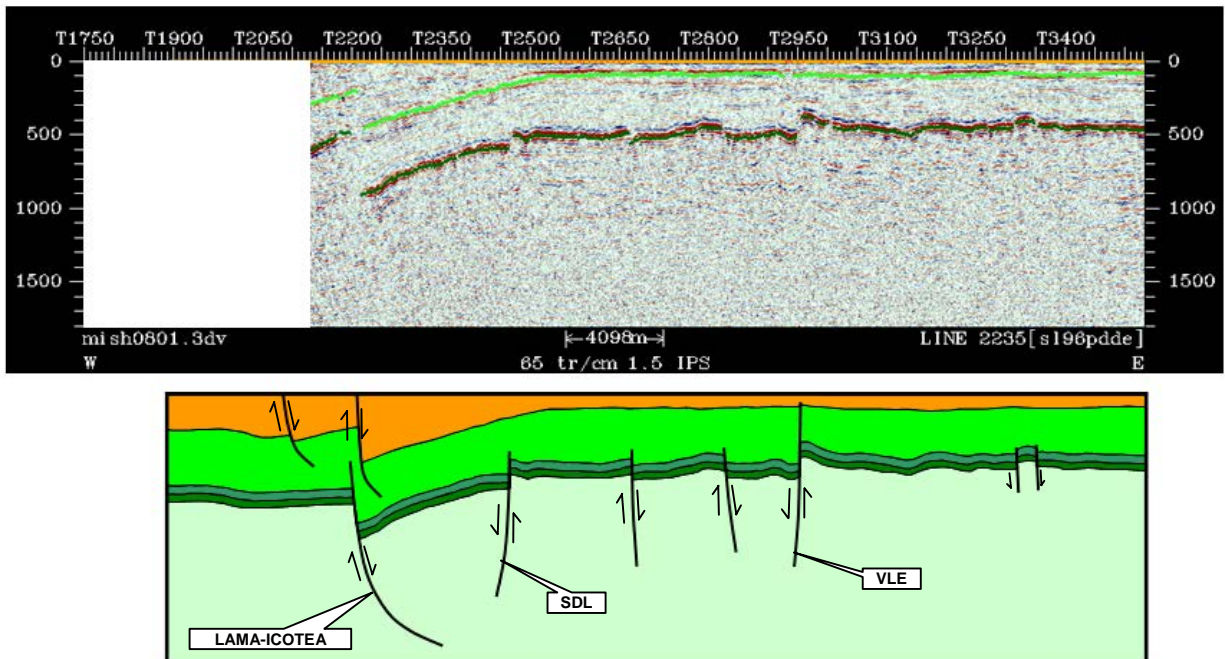 T1750 T1900 T2050 T2200 T2350 T2500 T2650 T2800 T2950 T3100 T3250 T3400
0 0
500 500
1000 1000
1500 1500
mish0801.3dv 4098m LINE 2235[sl96pdde]
W 65 tr/cm 1.5 IPS E
VLE
SDL
LAMA-ICOTEA